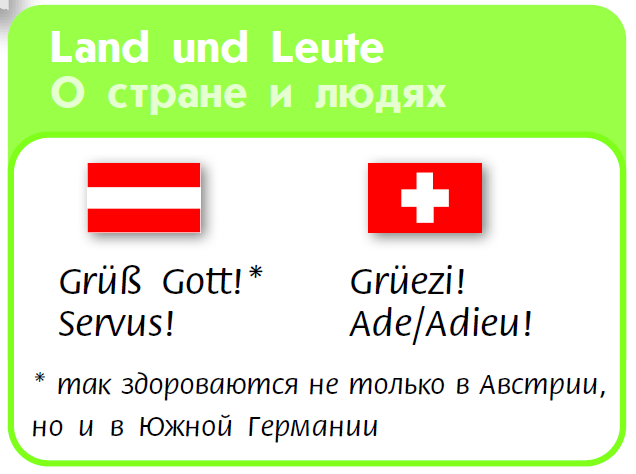 Land und Leute
О стране и людях
Grüß Gott!* Grüezi!
Servus! Ade/Adieu!
* так здороваются не только в Австрии,
но и в Южной Германии